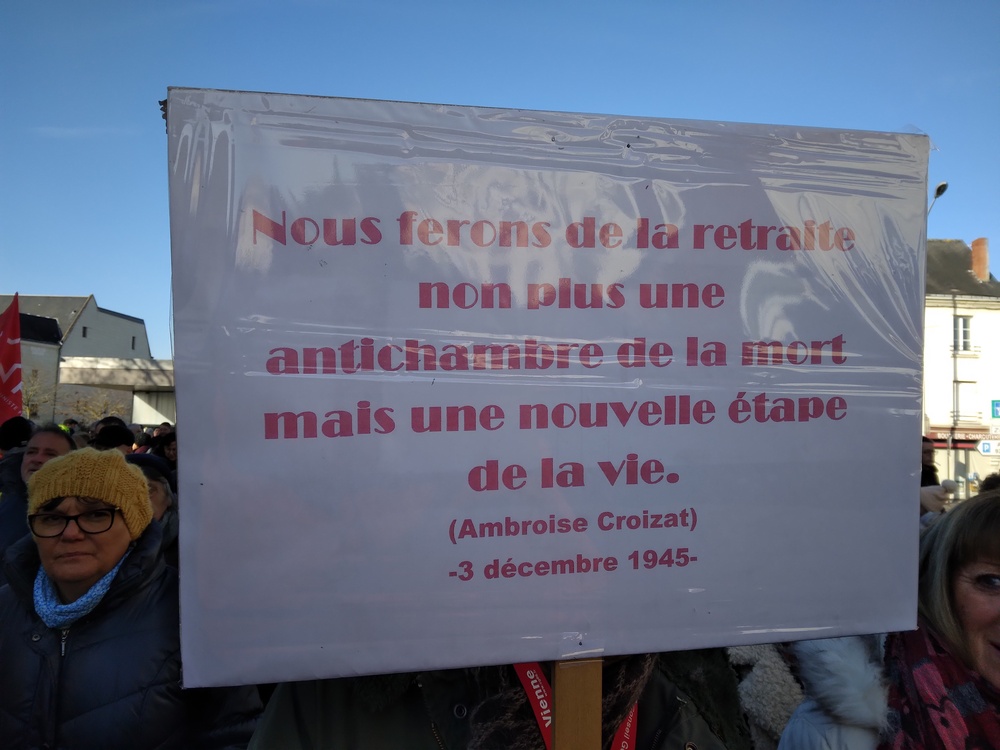 Nous ferons de la retraite
non plus une
antichambre de la mort
mais une nouvelle étape
de la vie.
(Ambroise Croizat)
-3 décembre 1945-
Vienne